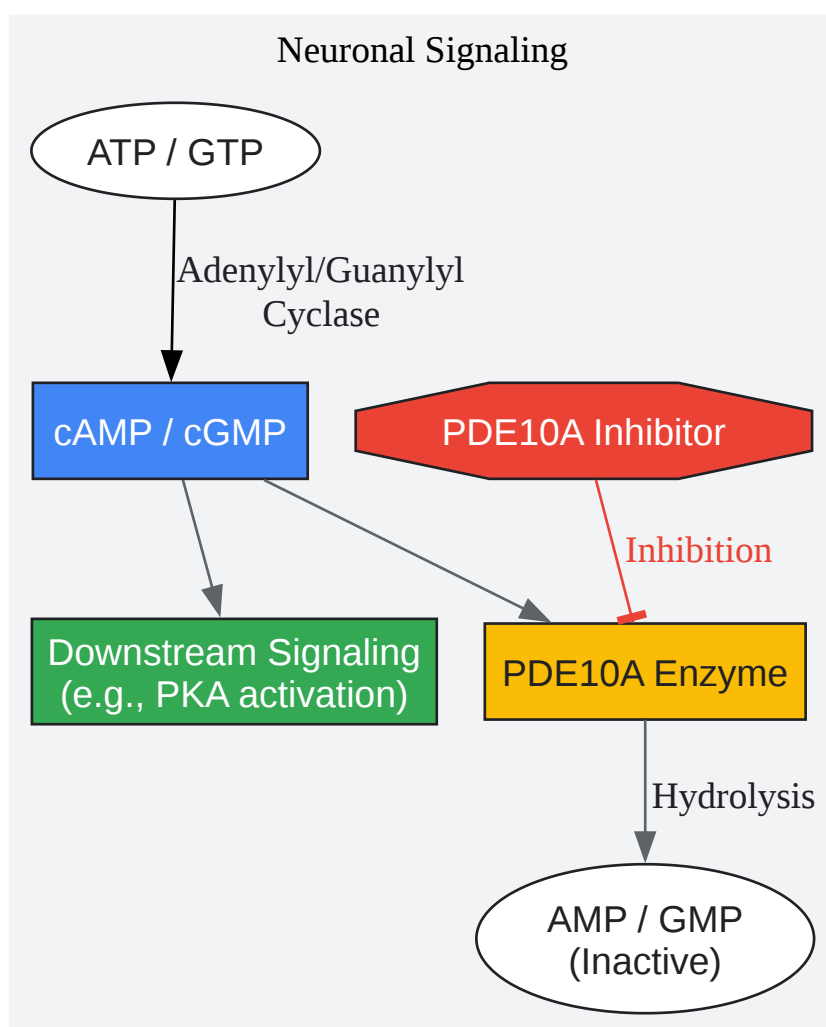 Neuronal Signaling
ATP / GTP
Adenylyl/Guanylyl
Cyclase
cAMP / cGMP
PDE10A Inhibitor
Inhibition
Downstream Signaling
(e.g., PKA activation)
PDE10A Enzyme
Hydrolysis
AMP / GMP
(Inactive)